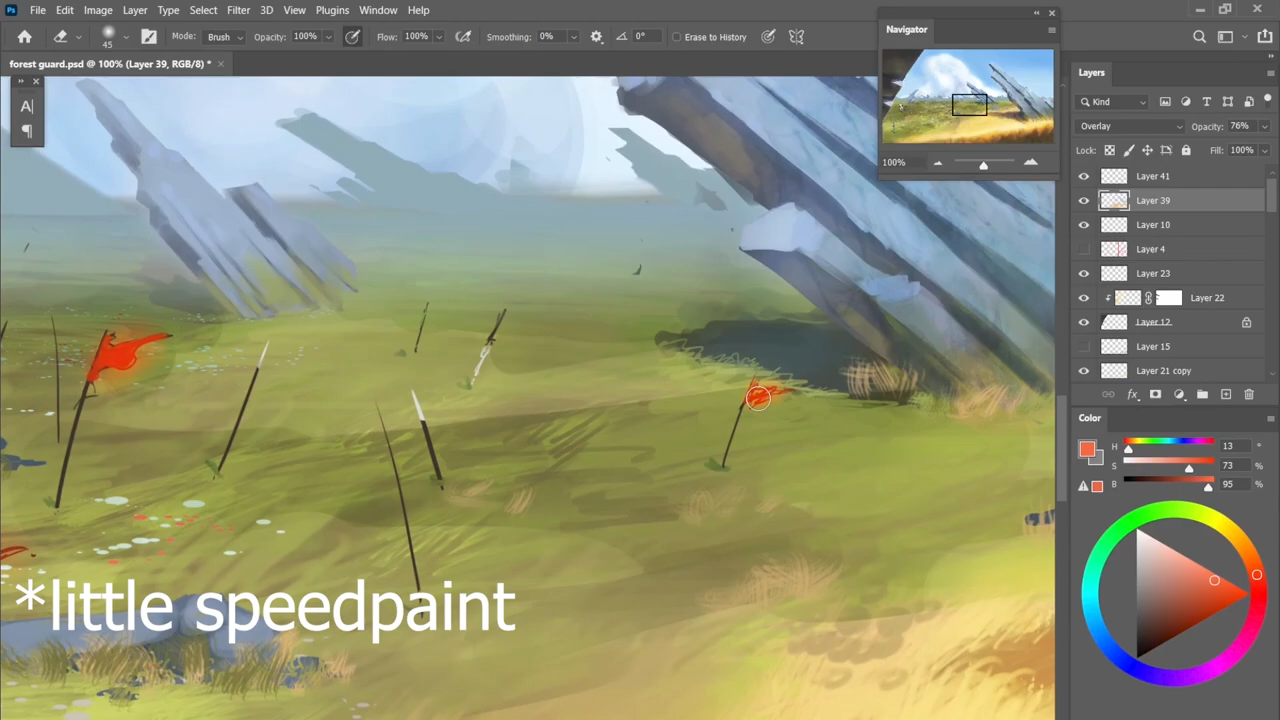 File Edit Image Layer Type Select Filter 3D View Plugins Window Help
45 Mode: Brush Opacity: 100% Flow: 100% Smoothing: 0% 0° Erase to History
forest guard.psd @ 100% (Layer 39, RGB/8) *
Navigator
100%
Layers
Kind
Overlay Opacity: 76%
Lock: Fill: 100%
Layer 41
Layer 39
Layer 10
Layer 4
Layer 23
Layer 22
Layer 12
Layer 15
Layer 21 copy
fx
Color
H 13 °
S 73 %
B 95 %
*little speedpaint